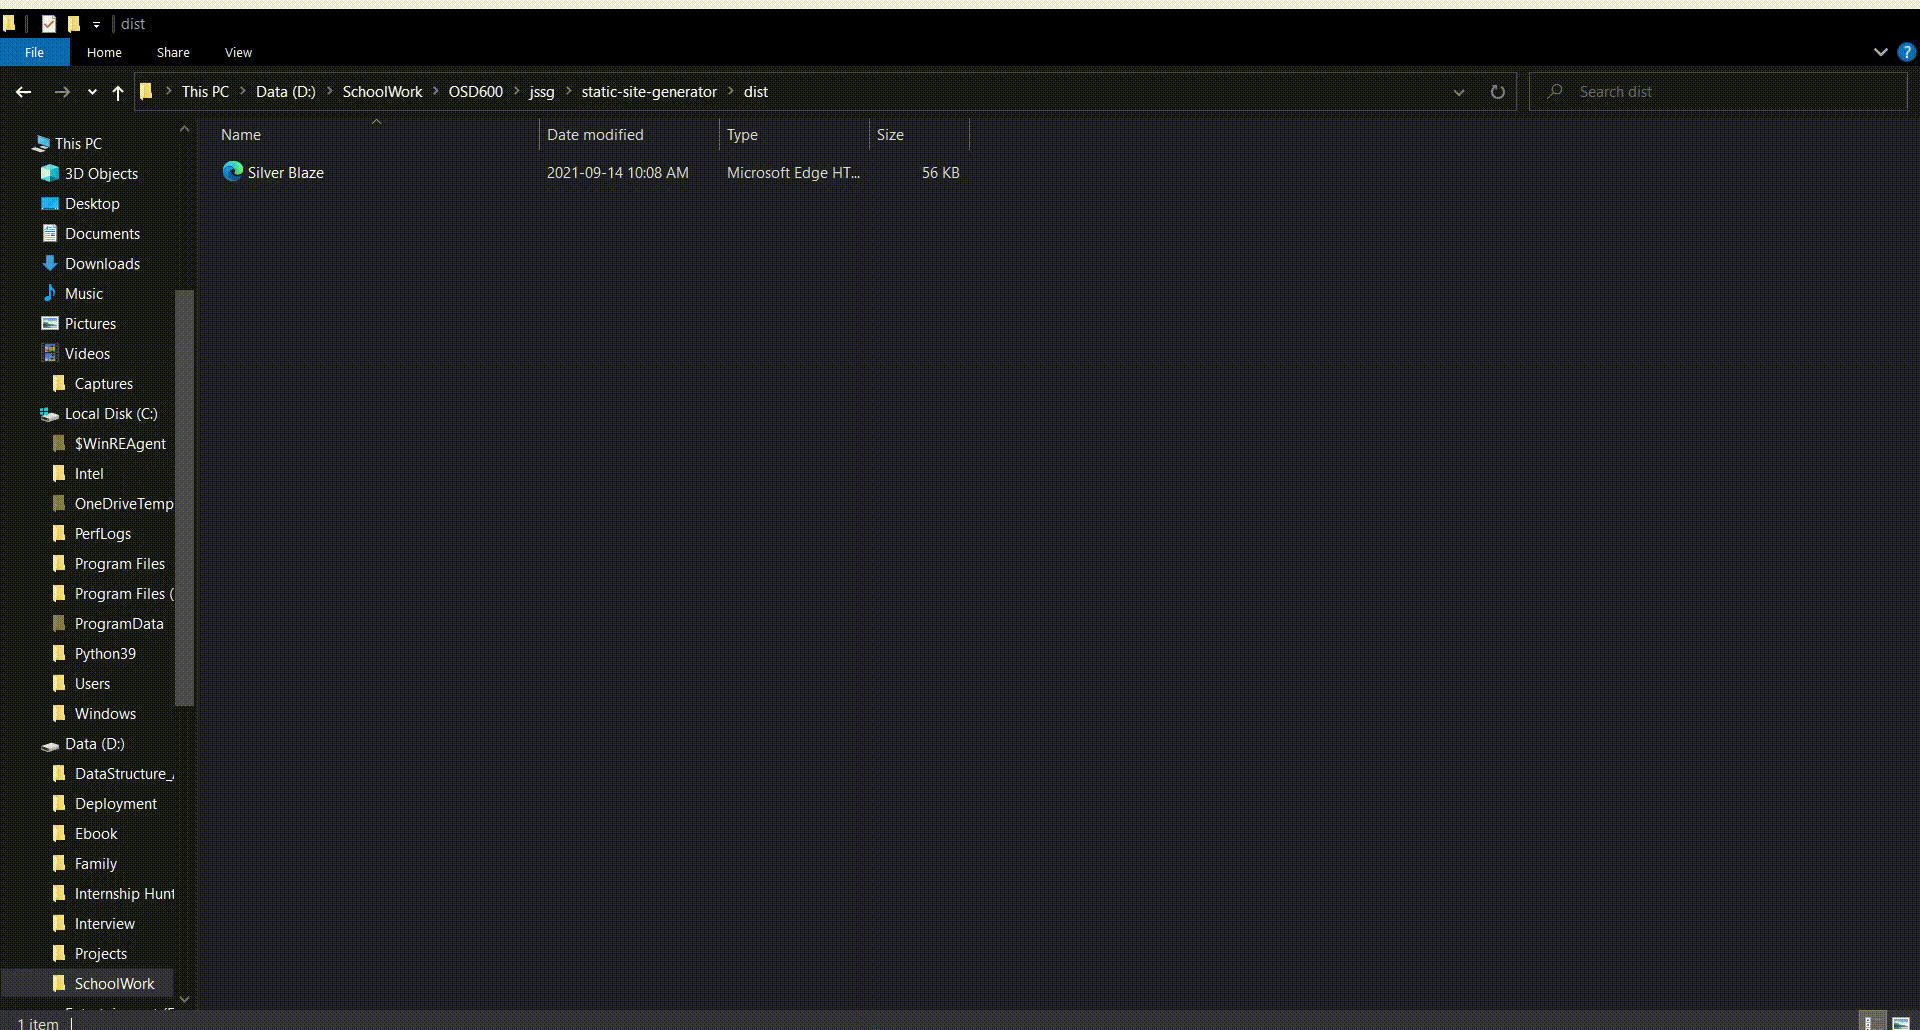 dist
File Home Share View
This PC Data (D:) SchoolWork OSD600 jssg static-site-generator dist
Search dist
Name Date modified Type Size
Silver Blaze 2021-09-14 10:08 AM Microsoft Edge HT... 56 KB
This PC
3D Objects
Desktop
Documents
Downloads
Music
Pictures
Videos
Captures
Local Disk (C:)
$WinREAgent
Intel
OneDriveTemp
PerfLogs
Program Files
Program Files (
ProgramData
Python39
Users
Windows
Data (D:)
DataStructure_
Deployment
Ebook
Family
Internship Hunt
Interview
Projects
SchoolWork
1 item